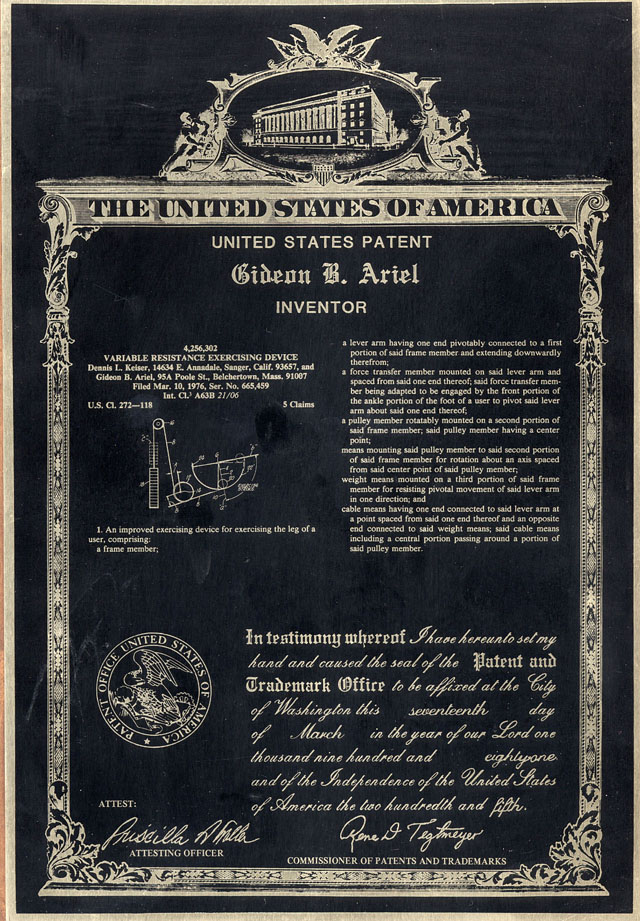 THE UNITED STATES OF AMERICA
UNITED STATES PATENT
Gideon B. Ariel
INVENTOR
4,256,302
VARIABLE RESISTANCE EXERCISING DEVICE
Dennis L. Keiser, 14634 E. Annadale, Sanger, Calif. 93657, and
Gideon B. Ariel, 95A Poole St., Belchertown, Mass. 91007
Filed Mar. 10, 1976, Ser. No. 665,459
Int. Cl.³ A63B 21/06
U.S. Cl. 272—118 5 Claims
1. An improved exercising device for exercising the leg of a
user, comprising:
a frame member;
a lever arm having one end pivotably connected to a first
portion of said frame member and extending downwardly
therefrom;
a force transfer member mounted on said lever arm and
spaced from said one end thereof; said force transfer mem-
ber being adapted to be engaged by the front portion of
the ankle portion of the foot of a user to pivot said lever
arm about said one end thereof;
a pulley member rotatably mounted on a second portion of
said frame member; said pulley member having a center
point;
means mounting said pulley member to said second portion
of said frame member for rotation about an axis spaced
from said center point of said pulley member;
weight means mounted on a third portion of said frame
member for resisting pivotal movement of said lever arm
in one direction; and
cable means having one end connected to said lever arm at
a point spaced from said one end thereof and an opposite
end connected to said weight means; said cable means
including a central portion passing around a portion of
said pulley member.
PATENT OFFICE UNITED STATES OF AMERICA
In testimony whereof I have hereunto set my
hand and caused the seal of the Patent and
Trademark Office to be affixed at the City
of Washington this seventeenth day
of March in the year of our Lord one
thousand nine hundred and eightyone
and of the Independence of the United States
of America the two hundredth and fifth.
ATTEST:
Rene D Tegtmeyer
ATTESTING OFFICER
COMMISSIONER OF PATENTS AND TRADEMARKS